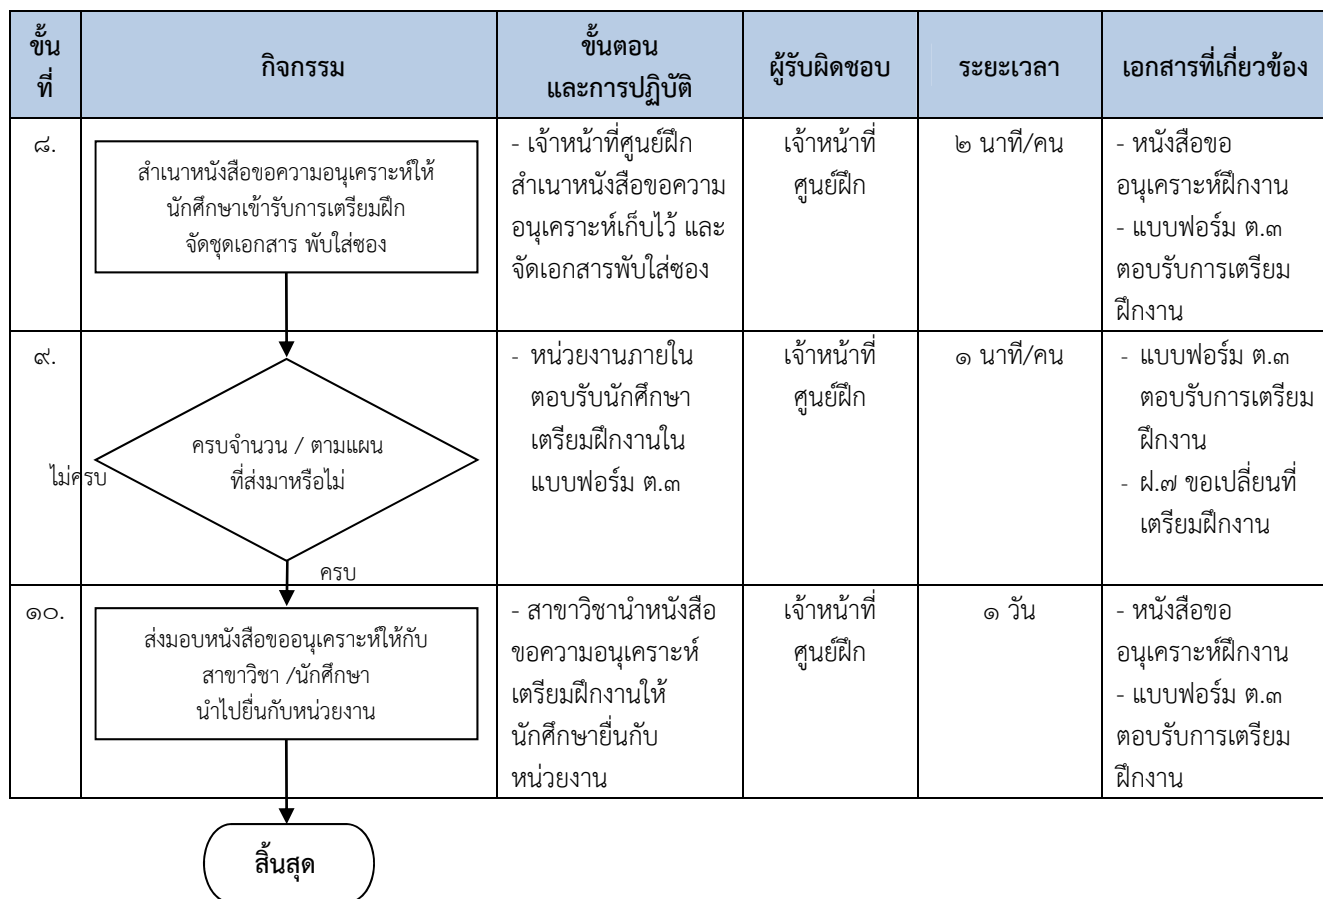 ขั้น
ที่
กิจกรรม
ขั้นตอน
และการปฏิบัติ
ผู้รับผิดชอบ
ระยะเวลา
เอกสารที่เกี่ยวข้อง
๘.
สำเนาหนังสือขอความอนุเคราะห์ให้
นักศึกษาเข้ารับการเตรียมฝึก
จัดชุดเอกสาร พับใส่ซอง
- เจ้าหน้าที่ศูนย์ฝึก
สำเนาหนังสือขอความ
อนุเคราะห์เก็บไว้ และ
จัดเอกสารพับใส่ซอง
เจ้าหน้าที่
ศูนย์ฝึก
๒ นาที/คน
- หนังสือขอ
อนุเคราะห์ฝึกงาน
- แบบฟอร์ม ต.๓
ตอบรับการเตรียม
ฝึกงาน
๙.
ครบจำนวน / ตามแผน
ที่ส่งมาหรือไม่
ไม่ครบ
ครบ
- หน่วยงานภายใน
ตอบรับนักศึกษา
เตรียมฝึกงานใน
แบบฟอร์ม ต.๓
เจ้าหน้าที่
ศูนย์ฝึก
๑ นาที/คน
- แบบฟอร์ม ต.๓
ตอบรับการเตรียม
ฝึกงาน
- ฝ.๗ ขอเปลี่ยนที่
เตรียมฝึกงาน
๑๐.
ส่งมอบหนังสือขออนุเคราะห์ให้กับ
สาขาวิชา /นักศึกษา
นำไปยื่นกับหน่วยงาน
- สาขาวิชานำหนังสือ
ขอความอนุเคราะห์
เตรียมฝึกงานให้
นักศึกษายื่นกับ
หน่วยงาน
เจ้าหน้าที่
ศูนย์ฝึก
๑ วัน
- หนังสือขอ
อนุเคราะห์ฝึกงาน
- แบบฟอร์ม ต.๓
ตอบรับการเตรียม
ฝึกงาน
สิ้นสุด